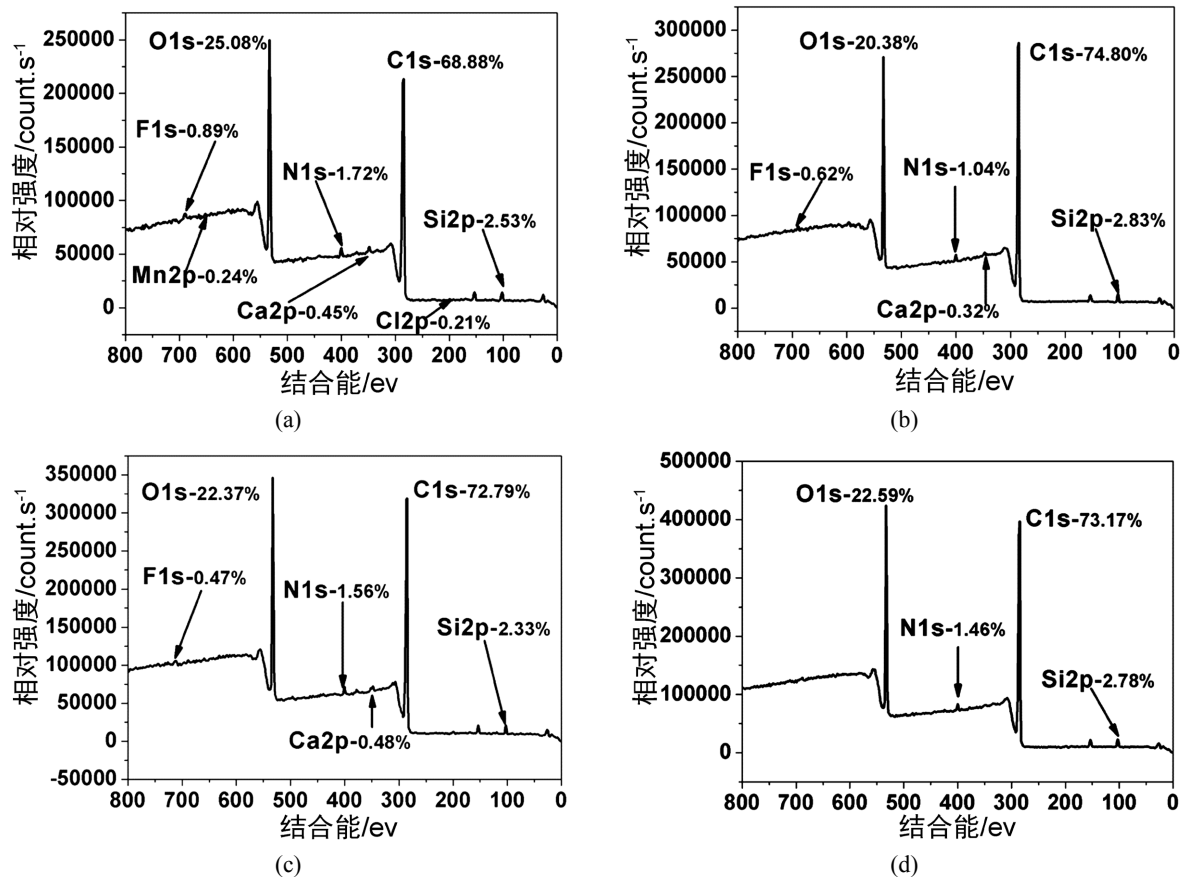 250000
200000
150000
100000
50000
0
相对强度/count.s-1
O1s-25.08%
C1s-68.88%
F1s-0.89%
N1s-1.72%
Si2p-2.53%
Mn2p-0.24%
Ca2p-0.45%
Cl2p-0.21%
800 700 600 500 400 300 200 100 0
结合能/ev
(a)
300000
250000
200000
150000
100000
50000
0
相对强度/count.s-1
O1s-20.38%
C1s-74.80%
F1s-0.62%
N1s-1.04%
Si2p-2.83%
Ca2p-0.32%
800 700 600 500 400 300 200 100 0
结合能/ev
(b)
350000
300000
250000
200000
150000
100000
50000
0
-50000
相对强度/count.s-1
O1s-22.37%
C1s-72.79%
F1s-0.47%
N1s-1.56%
Si2p-2.33%
Ca2p-0.48%
800 700 600 500 400 300 200 100 0
结合能/ev
(c)
500000
400000
300000
200000
100000
0
相对强度/count.s-1
O1s-22.59%
C1s-73.17%
N1s-1.46%
Si2p-2.78%
800 700 600 500 400 300 200 100 0
结合能/ev
(d)